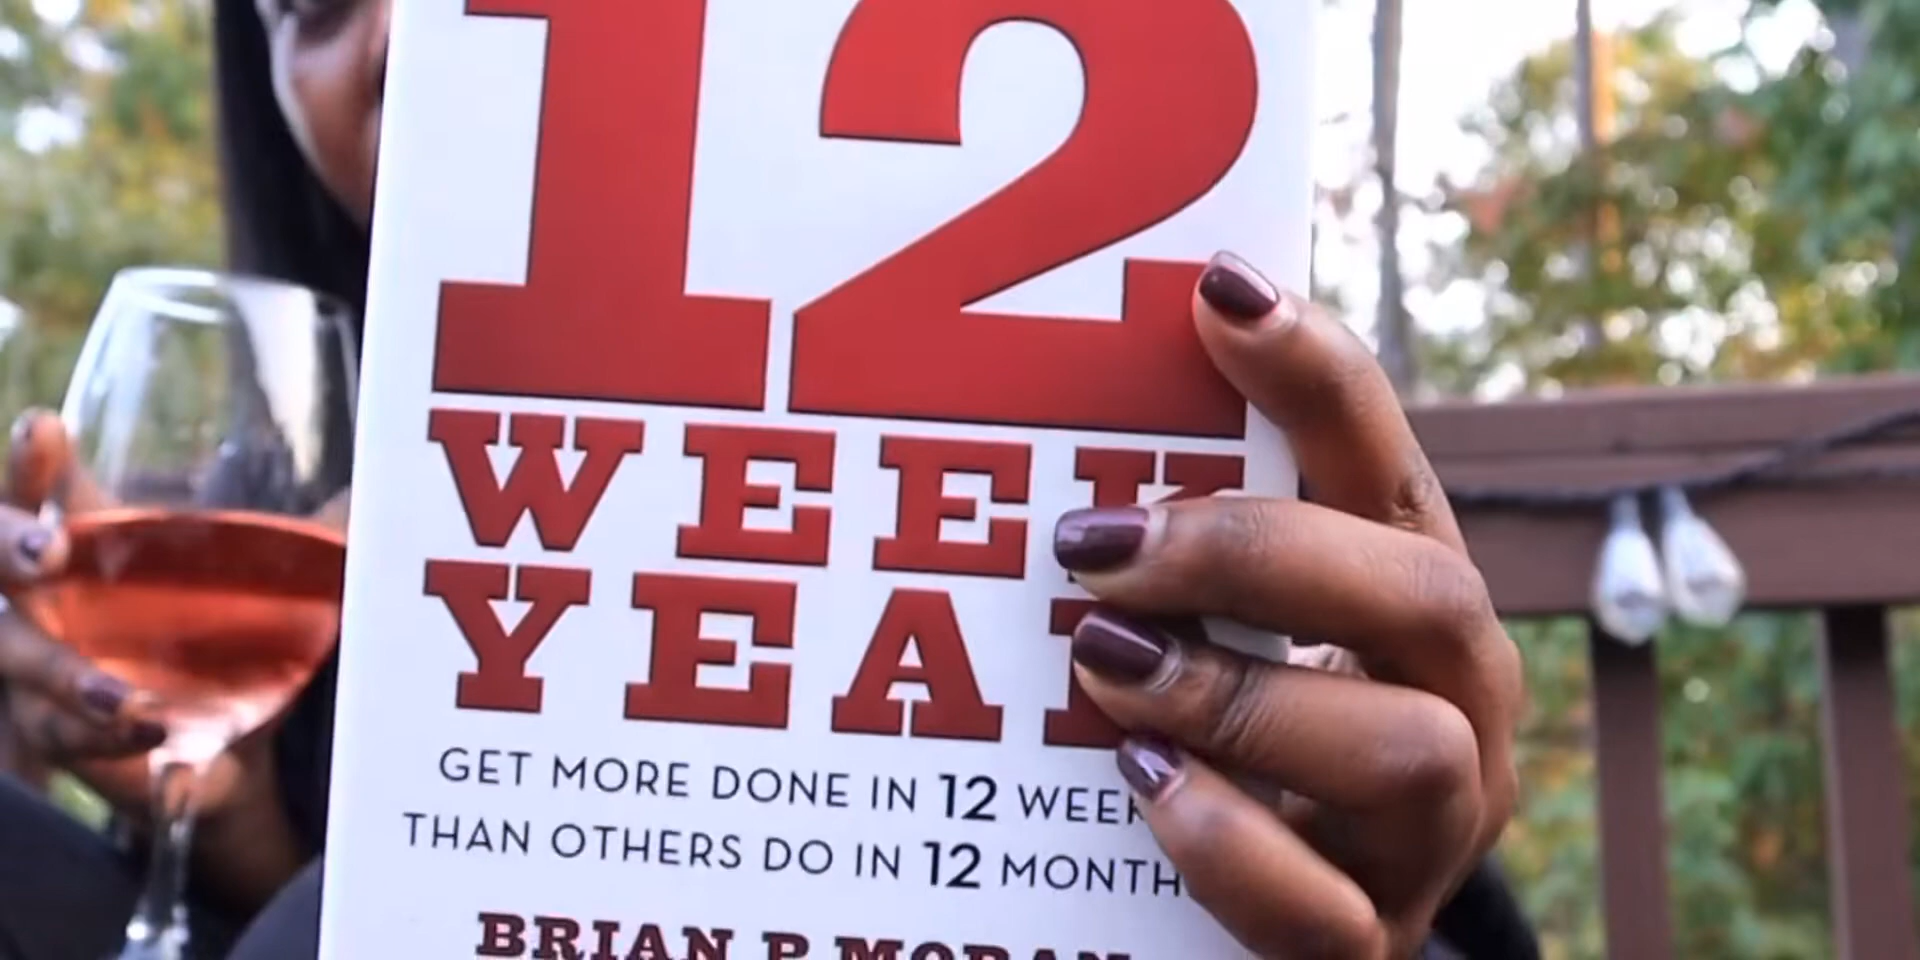 12
WEEK
YEAR
GET MORE DONE IN 12 WEEKS
THAN OTHERS DO IN 12 MONTHS
BRIAN P. MORAN